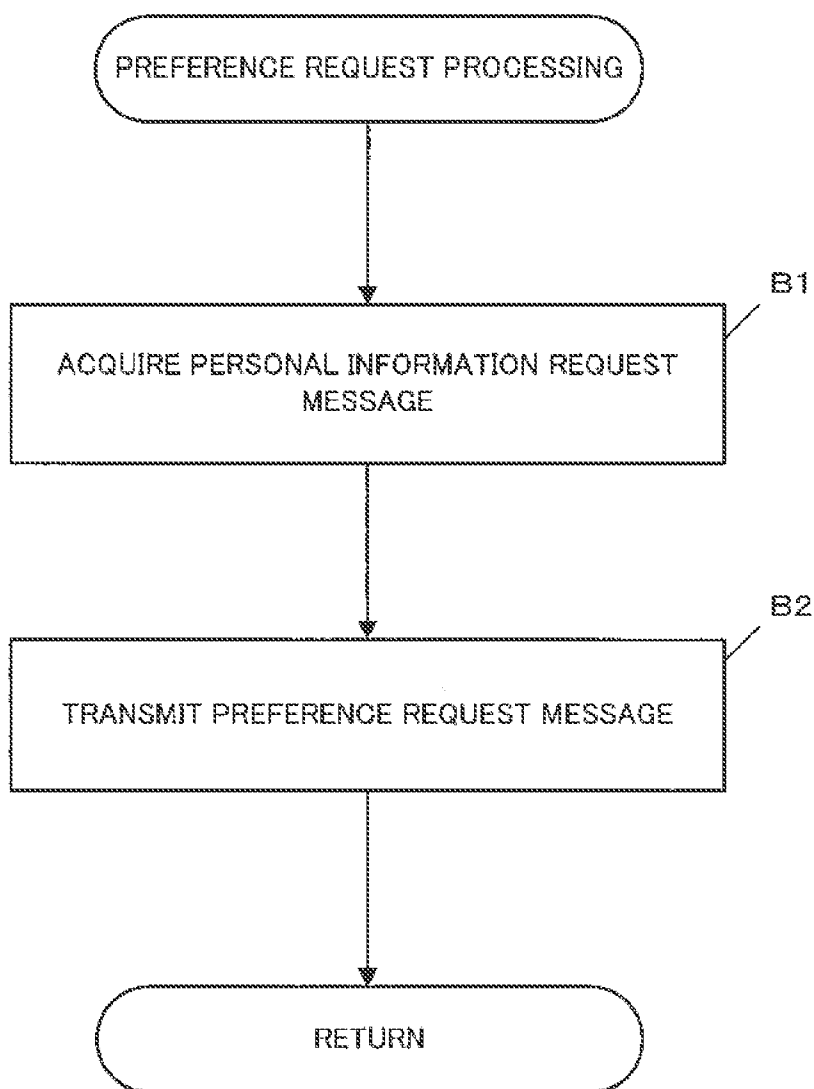 PREFERENCE REQUEST PROCESSING
B1
ACQUIRE PERSONAL INFORMATION REQUEST
MESSAGE
B2
TRANSMIT PREFERENCE REQUEST MESSAGE
RETURN